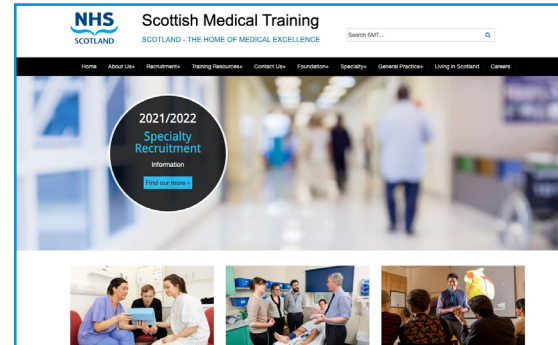 NHS
SCOTLAND
Scottish Medical Training
SCOTLAND - THE HOME OF MEDICAL EXCELLENCE
Search SMT...
Home About Us+ Recruitment+ Training Resources+ Contact Us+ Foundation+ Specialty+ General Practice+ Living in Scotland Careers
2021/2022
Specialty
Recruitment
Information
Find our more »